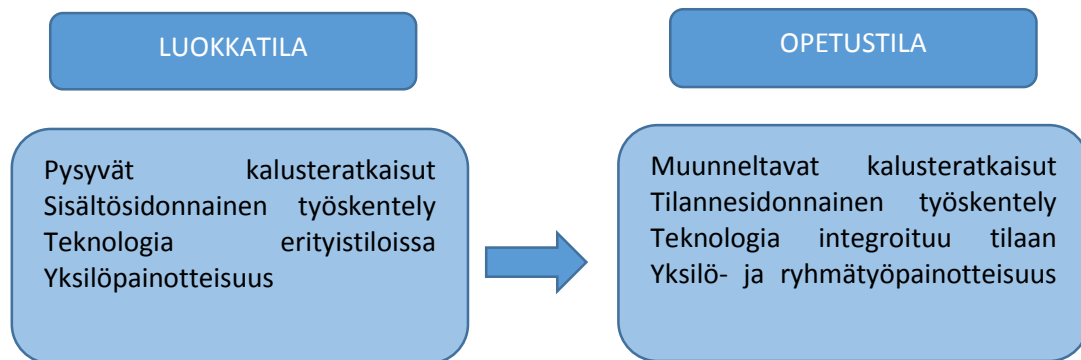 LUOKKATILA
Pysyvät kalusteratkaisut
Sisältösidonnainen työskentely
Teknologia erityistiloissa
Yksilöpainotteisuus
OPETUSTILA
Muunneltavat kalusteratkaisut
Tilannesidonnainen työskentely
Teknologia integroituu tilaan
Yksilö- ja ryhmätyöpainotteisuus